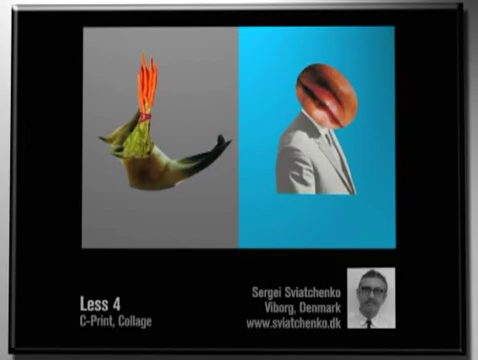 Less 4
C-Print, Collage
Sergei Sviatchenko
Viborg, Denmark
www.sviatchenko.dk